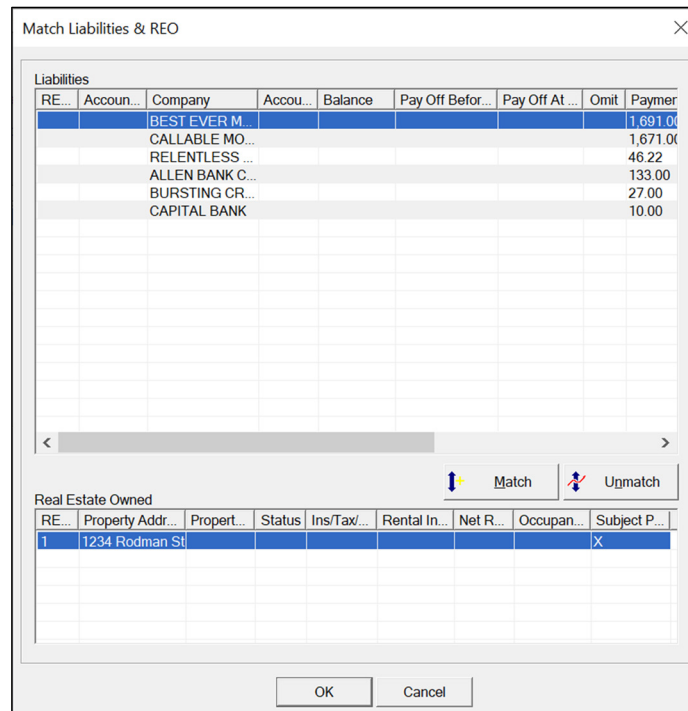 Match Liabilities & REO
Liabilities
RE... Accoun... Company Accou... Balance Pay Off Befor... Pay Off At ... Omit Paymen
BEST EVER M... 1,691.00
CALLABLE MO... 1,671.00
RELENTLESS ... 46.22
ALLEN BANK C... 133.00
BURSTING CR... 27.00
CAPITAL BANK 10.00
Match Unmatch
Real Estate Owned
RE... Property Addr... Propert... Status Ins/Tax/... Rental In... Net R... Occupan... Subject P...
1 1234 Rodman St X
OK Cancel